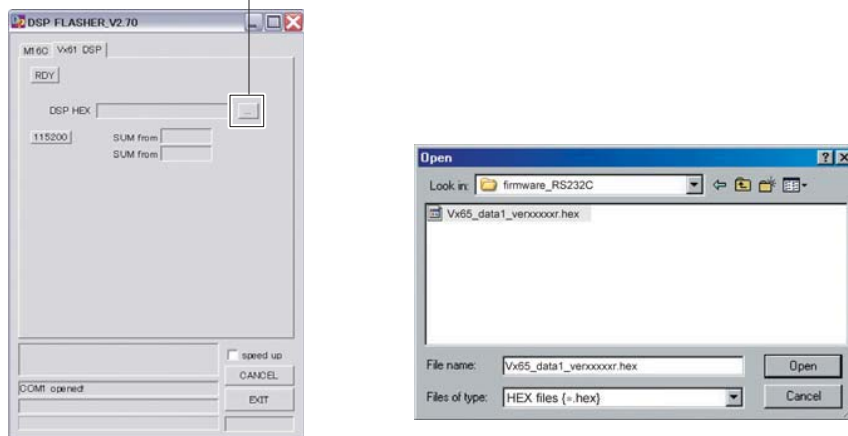 DSP FLASHER_V2.70
M16C Vx61 DSP
RDY
DSP HEX ...
115200 SUM from
SUM from
speed up
CANCEL
COM1 opened!
EXIT
Open
Look in: firmware_RS232C
Vx65_data1_verxxxxxr.hex
File name: Vx65_data1_verxxxxxr.hex Open
Files of type: HEX files {*.hex} Cancel